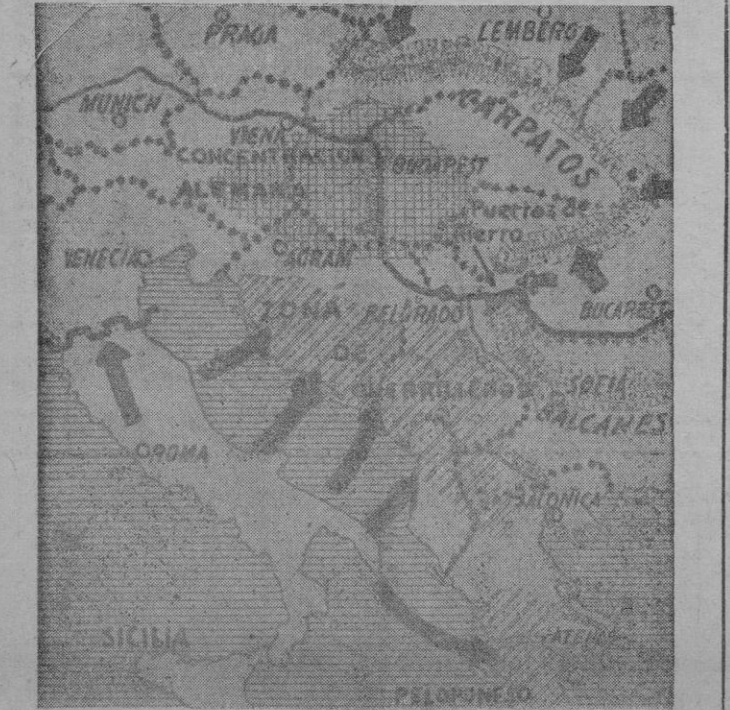 PRAGA
LEMBERG
MUNICH
VIENA
CARPATOS
CONCENTRACION
ALEMANA
BUDAPEST
Puertas de
Hierro
VENECIA
AGRAM
ZONA
DE
GUERRILLEROS
BELGRADO
BUCAREST
SOFIA
BALCANES
ROMA
SALONICA
SICILIA
ATENAS
PELOPONESO